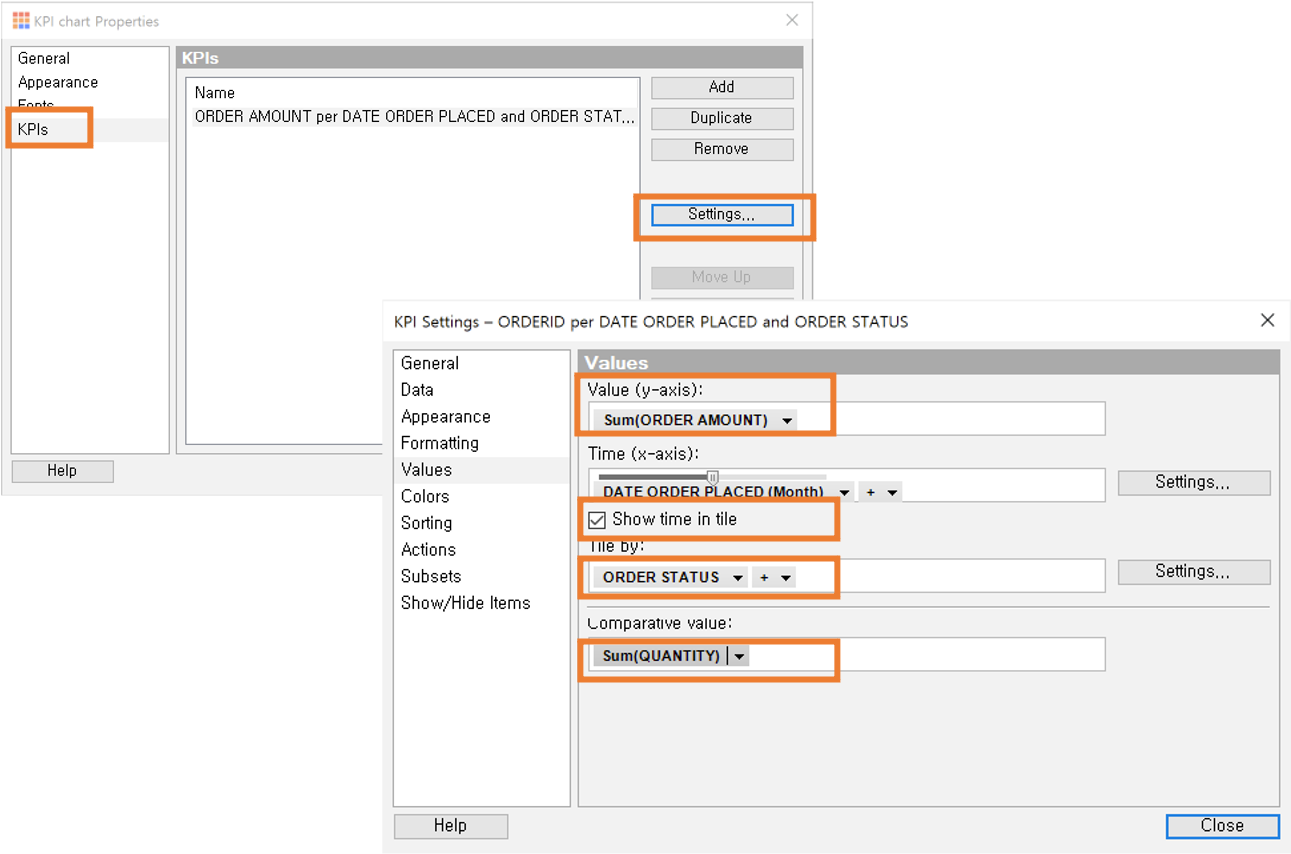 KPI chart Properties
General
Appearance
Fonts
KPIs
Help
KPIs
Name
ORDER AMOUNT per DATE ORDER PLACED and ORDER STAT...
Add
Duplicate
Remove
Settings...
Move Up
KPI Settings – ORDERID per DATE ORDER PLACED and ORDER STATUS
General
Data
Appearance
Formatting
Values
Colors
Sorting
Actions
Subsets
Show/Hide Items
Values
Value (y-axis):
Sum(ORDER AMOUNT)
Time (x-axis):
DATE ORDER PLACED (Month) +
Settings...
Show time in tile
Tile by:
ORDER STATUS +
Settings...
Comparative value:
Sum(QUANTITY)
Help
Close